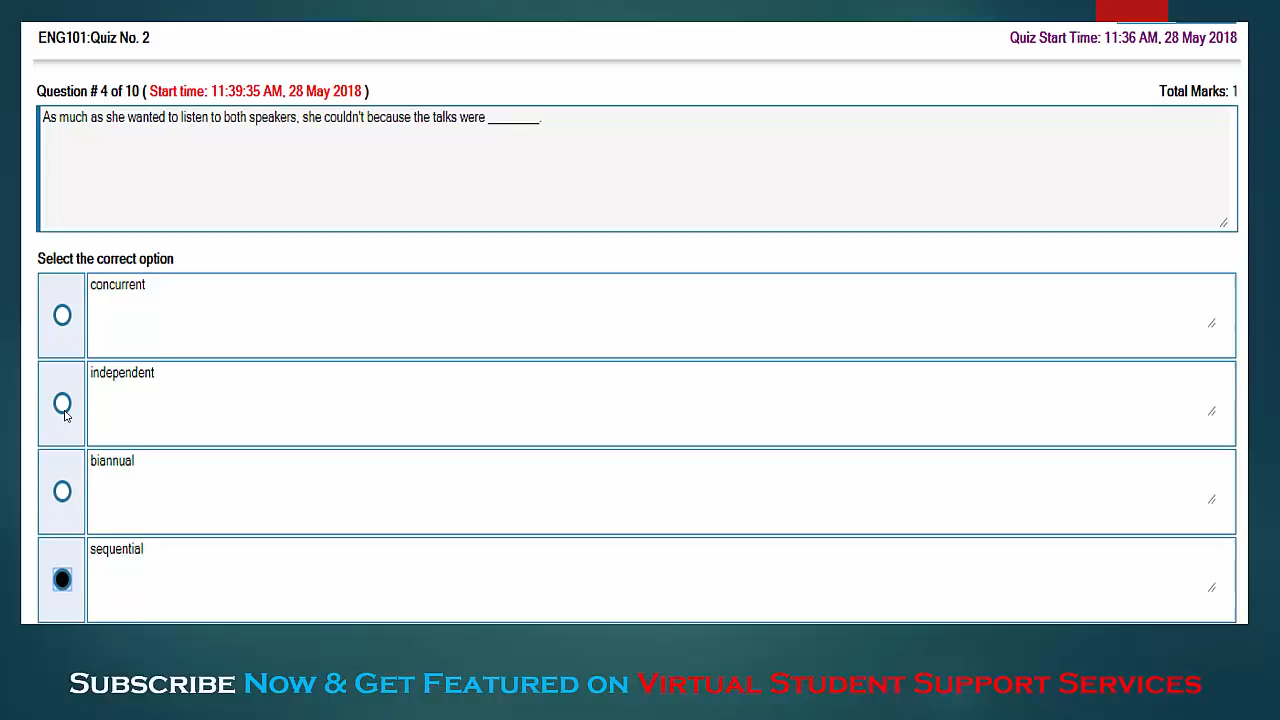 ENG101:Quiz No. 2
Quiz Start Time: 11:36 AM, 28 May 2018
Question # 4 of 10 ( Start time: 11:39:35 AM, 28 May 2018 )
Total Marks: 1
As much as she wanted to listen to both speakers, she couldn't because the talks were ________.
Select the correct option
concurrent
independent
biannual
sequential
Subscribe Now & Get Featured on Virtual Student Support Services